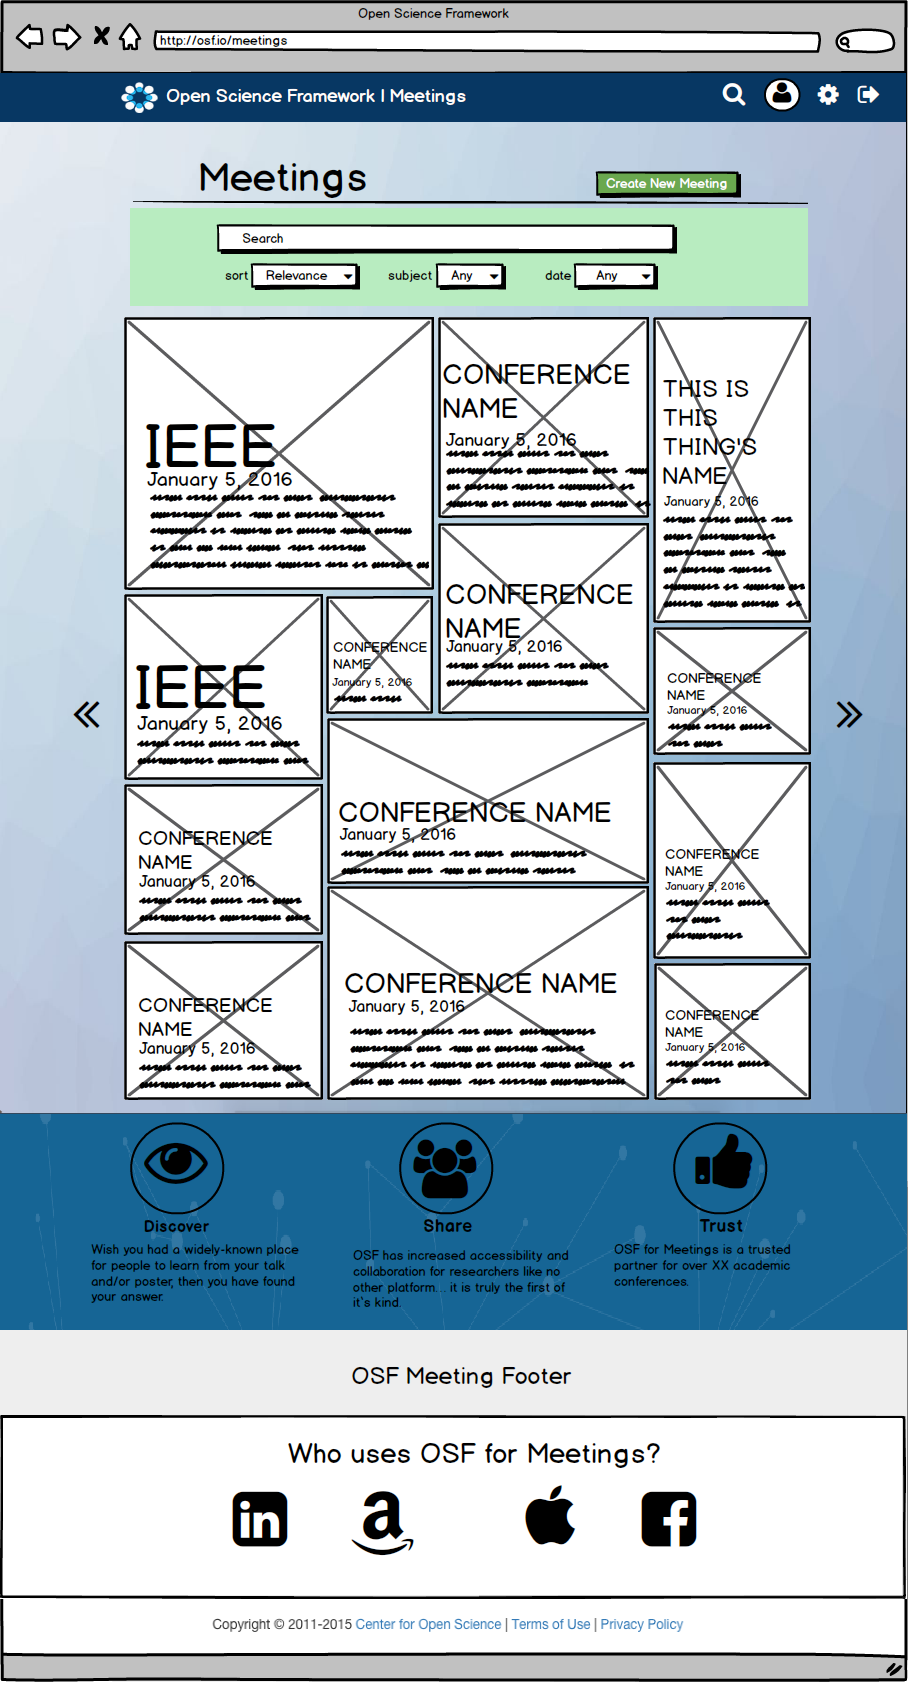 Open Science Framework
http://osf.io/meetings
Open Science Framework | Meetings
Meetings
Create New Meeting
Search
sort Relevance subject Any date Any
IEEE
January 5, 2016
CONFERENCE
NAME
January 5, 2016
THIS IS
THIS
THING'S
NAME
January 5, 2016
CONFERENCE
NAME
January 5, 2016
IEEE
January 5, 2016
CONFERENCE
NAME
January 5, 2016
CONFERENCE
NAME
January 5, 2016
CONFERENCE NAME
January 5, 2016
CONFERENCE
NAME
January 5, 2016
CONFERENCE
NAME
January 5, 2016
CONFERENCE NAME
January 5, 2016
CONFERENCE
NAME
January 5, 2016
CONFERENCE
NAME
January 5, 2016
Discover
Wish you had a widely-known place
for people to learn from your talk
and/or poster, then you have found
your answer.
Share
OSF has increased accessibility and
collaboration for researchers like no
other platform... it is truly the first of
it's kind.
Trust
OSF for Meetings is a trusted
partner for over XX academic
conferences.
OSF Meeting Footer
Who uses OSF for Meetings?
in
a
f
Copyright © 2011-2015 Center for Open Science | Terms of Use | Privacy Policy